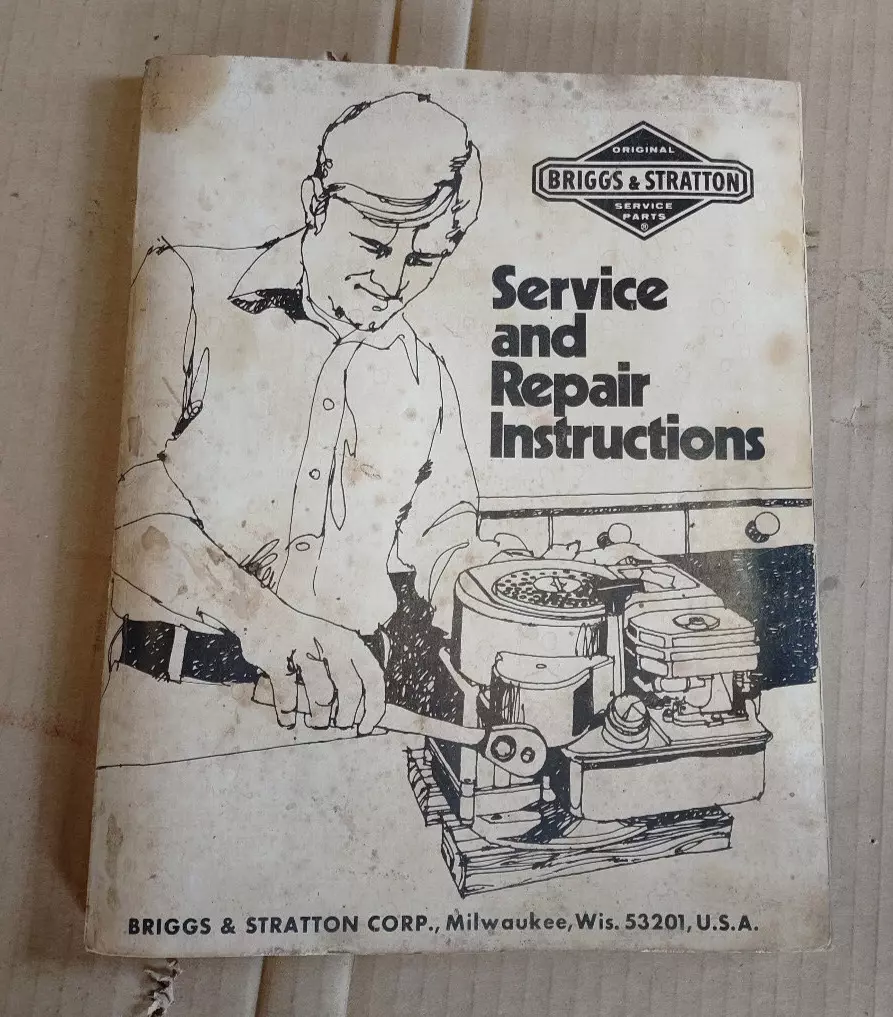 ORIGINAL
BRIGGS & STRATTON
SERVICE
PARTS
®
Service
and
Repair
Instructions
BRIGGS & STRATTON CORP., Milwaukee, Wis. 53201, U.S.A.